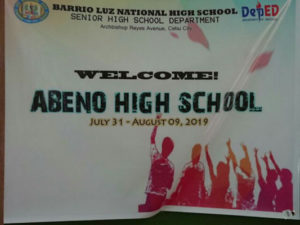 BARRIO LUZ NATIONAL HIGH SCHOOL
SENIOR HIGH SCHOOL DEPARTMENT
Archbishop Reyes Avenue, Cebu City
DepED
WELCOME!
ABENO HIGH SCHOOL
JULY 31 - AUGUST 09, 2019